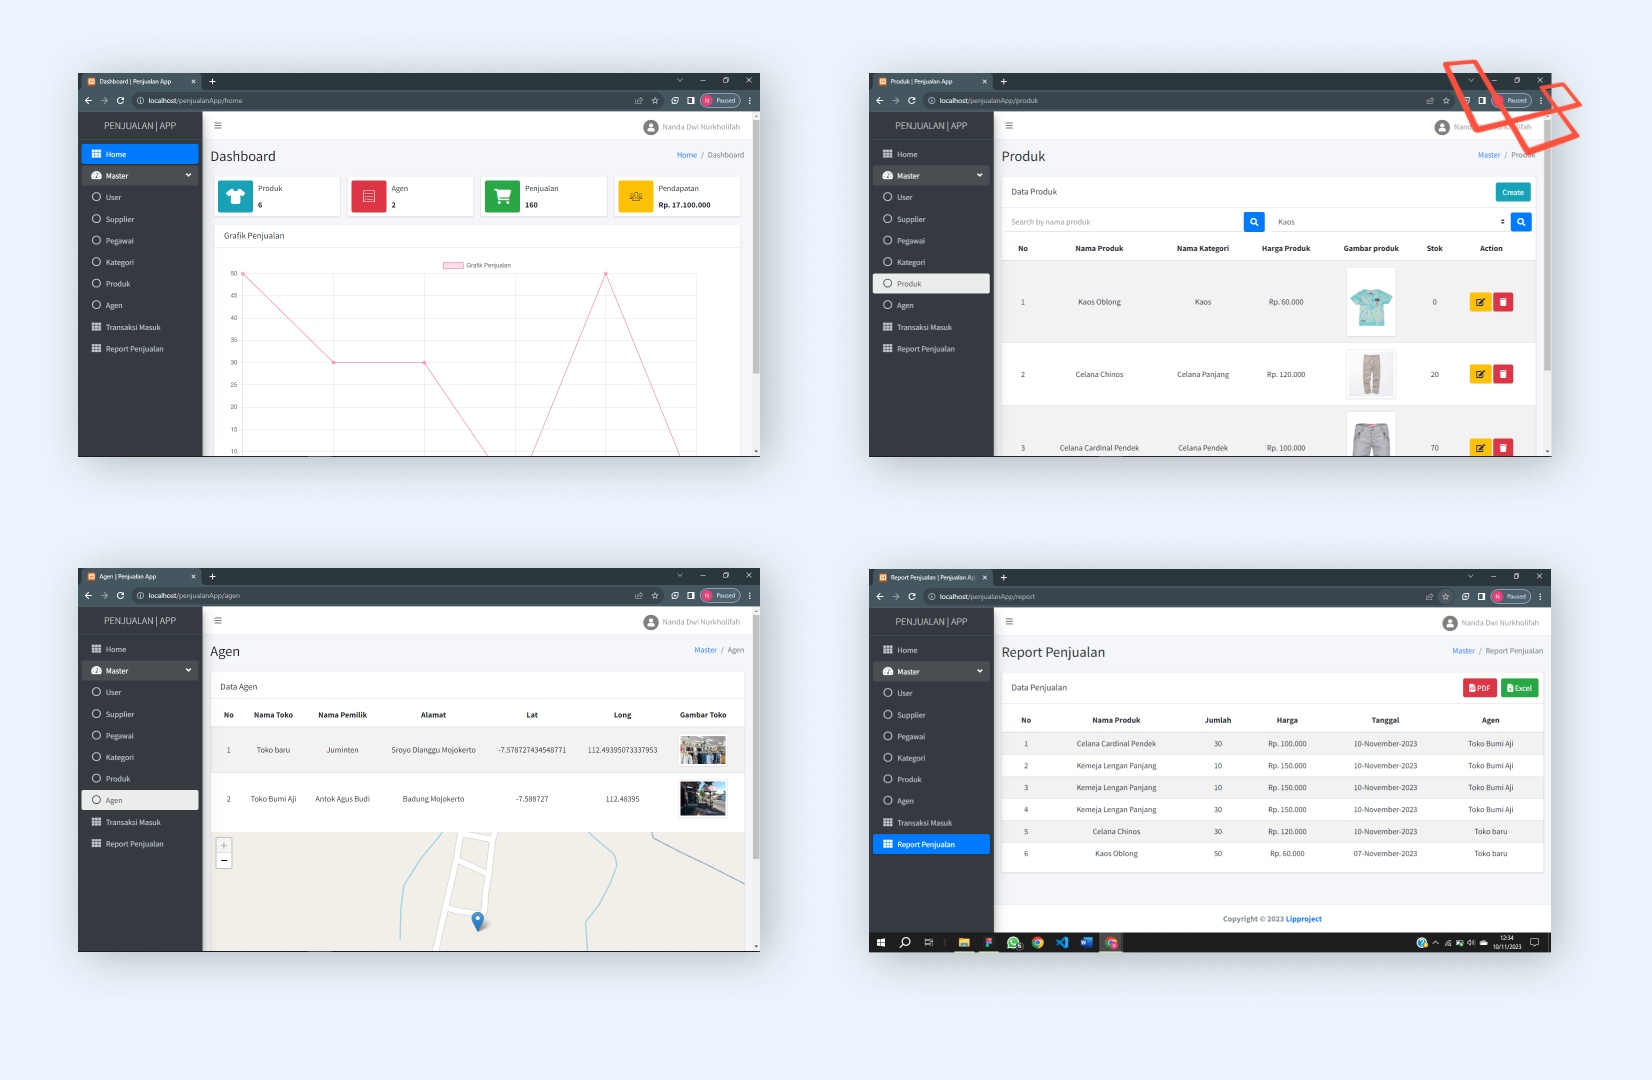 Dashboard | Penjualan App
localhost/penjualanApp/home
Paused
PENJUALAN | APP
Nanda Dwi Nurkholifah
Home
Master
User
Supplier
Pegawai
Kategori
Produk
Agen
Transaksi Masuk
Report Penjualan
Dashboard
Home / Dashboard
Produk
6
Agen
2
Penjualan
160
Pendapatan
Rp. 17.100.000
Grafik Penjualan
Grafik Penjualan
50
45
40
35
30
25
20
15
10
Produk | Penjualan App
localhost/penjualanApp/produk
Paused
PENJUALAN | APP
Home
Master
User
Supplier
Pegawai
Kategori
Produk
Agen
Transaksi Masuk
Report Penjualan
Produk
Master / Produk
Data Produk
Create
Search by nama produk
Kaos
No Nama Produk Nama Kategori Harga Produk Gambar produk Stok Action
1 Kaos Oblong Kaos Rp. 60.000 0
2 Celana Chinos Celana Panjang Rp. 120.000 20
3 Celana Cardinal Pendek Celana Pendek Rp. 100.000 70
Agen | Penjualan App
localhost/penjualanApp/agen
Paused
PENJUALAN | APP
Nanda Dwi Nurkholifah
Home
Master
User
Supplier
Pegawai
Kategori
Produk
Agen
Transaksi Masuk
Report Penjualan
Agen
Master / Agen
Data Agen
No Nama Toko Nama Pemilik Alamat Lat Long Gambar Toko
1 Toko baru Juminten Sroyo Dlanggu Mojokerto -7.578727434548771 112.49395073337953
2 Toko Bumi Aji Antok Agus Budi Badung Mojokerto -7.588727 112.48395
+
−
Report Penjualan | Penjualan Ap
localhost/penjualanApp/report
Paused
PENJUALAN | APP
Nanda Dwi Nurkholifah
Home
Master
User
Supplier
Pegawai
Kategori
Produk
Agen
Transaksi Masuk
Report Penjualan
Report Penjualan
Master / Report Penjualan
Data Penjualan
PDF
Excel
No Nama Produk Jumlah Harga Tanggal Agen
1 Celana Cardinal Pendek 30 Rp. 100.000 10-November-2023 Toko Bumi Aji
2 Kemeja Lengan Panjang 10 Rp. 150.000 10-November-2023 Toko Bumi Aji
3 Kemeja Lengan Panjang 10 Rp. 150.000 10-November-2023 Toko Bumi Aji
4 Kemeja Lengan Panjang 30 Rp. 150.000 10-November-2023 Toko Bumi Aji
5 Celana Chinos 30 Rp. 120.000 10-November-2023 Toko baru
6 Kaos Oblong 50 Rp. 60.000 07-November-2023 Toko baru
Copyright © 2023 Lipproject
12:34
10/11/2023